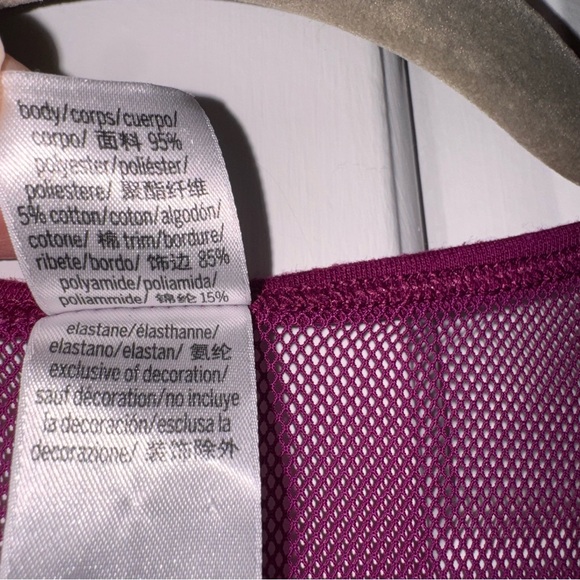 body/corps/cuerpo/
corpo/ 面料 95%
polyester/poliéster/
poliestere/ 聚酯纤维
5% cotton/coton/algodón/
cotone/ 棉 trim/bordure/
ribete/bordo/ 饰边 85%
polyamide/poliamida/
poliammide/ 锦纶 15%
elastane/élasthanne/
elastano/elastan/ 氨纶
exclusive of decoration/
sauf décoration/no incluye
la decoración/esclusa la
decorazione/ 装饰除外